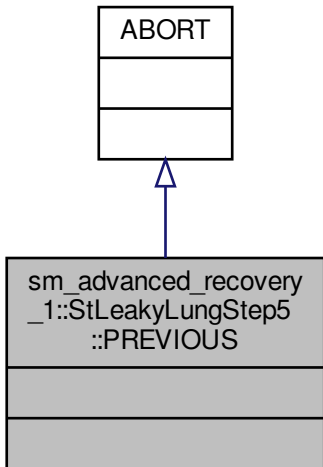 ABORT
sm_advanced_recovery
_1::StLeakyLungStep5
::PREVIOUS